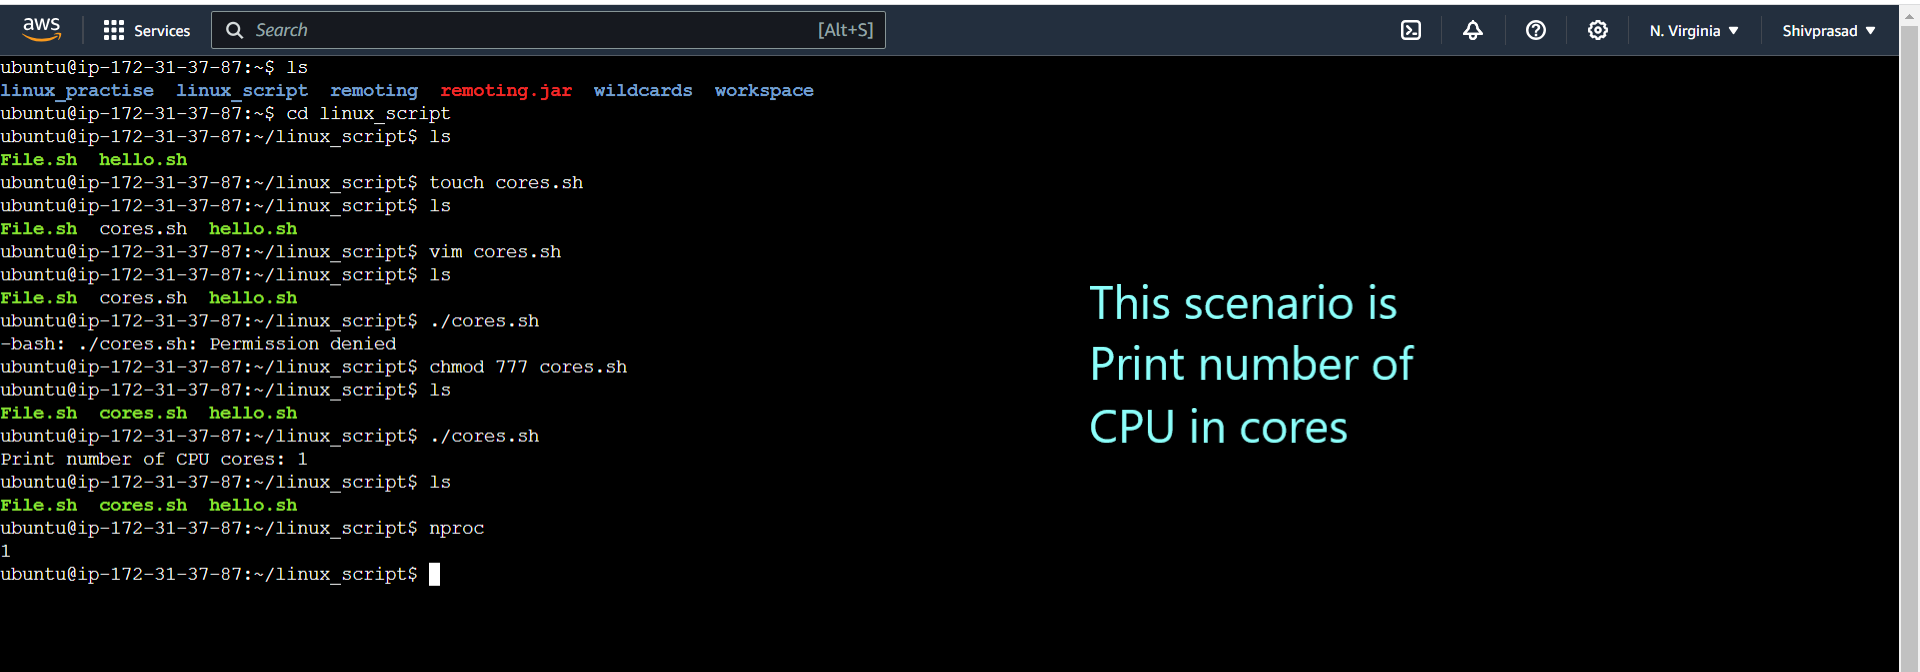 aws
Services
Search
[Alt+S]
N. Virginia
Shivprasad
ubuntu@ip-172-31-37-87:~$ ls
linux_practise  linux_script  remoting  remoting.jar  wildcards  workspace
ubuntu@ip-172-31-37-87:~$ cd linux_script
ubuntu@ip-172-31-37-87:~/linux_script$ ls
File.sh  hello.sh
ubuntu@ip-172-31-37-87:~/linux_script$ touch cores.sh
ubuntu@ip-172-31-37-87:~/linux_script$ ls
File.sh  cores.sh  hello.sh
ubuntu@ip-172-31-37-87:~/linux_script$ vim cores.sh
ubuntu@ip-172-31-37-87:~/linux_script$ ls
File.sh  cores.sh  hello.sh
ubuntu@ip-172-31-37-87:~/linux_script$ ./cores.sh
-bash: ./cores.sh: Permission denied
ubuntu@ip-172-31-37-87:~/linux_script$ chmod 777 cores.sh
ubuntu@ip-172-31-37-87:~/linux_script$ ls
File.sh  cores.sh  hello.sh
ubuntu@ip-172-31-37-87:~/linux_script$ ./cores.sh
Print number of CPU cores: 1
ubuntu@ip-172-31-37-87:~/linux_script$ ls
File.sh  cores.sh  hello.sh
ubuntu@ip-172-31-37-87:~/linux_script$ nproc
1
ubuntu@ip-172-31-37-87:~/linux_script$
This scenario is
Print number of
CPU in cores